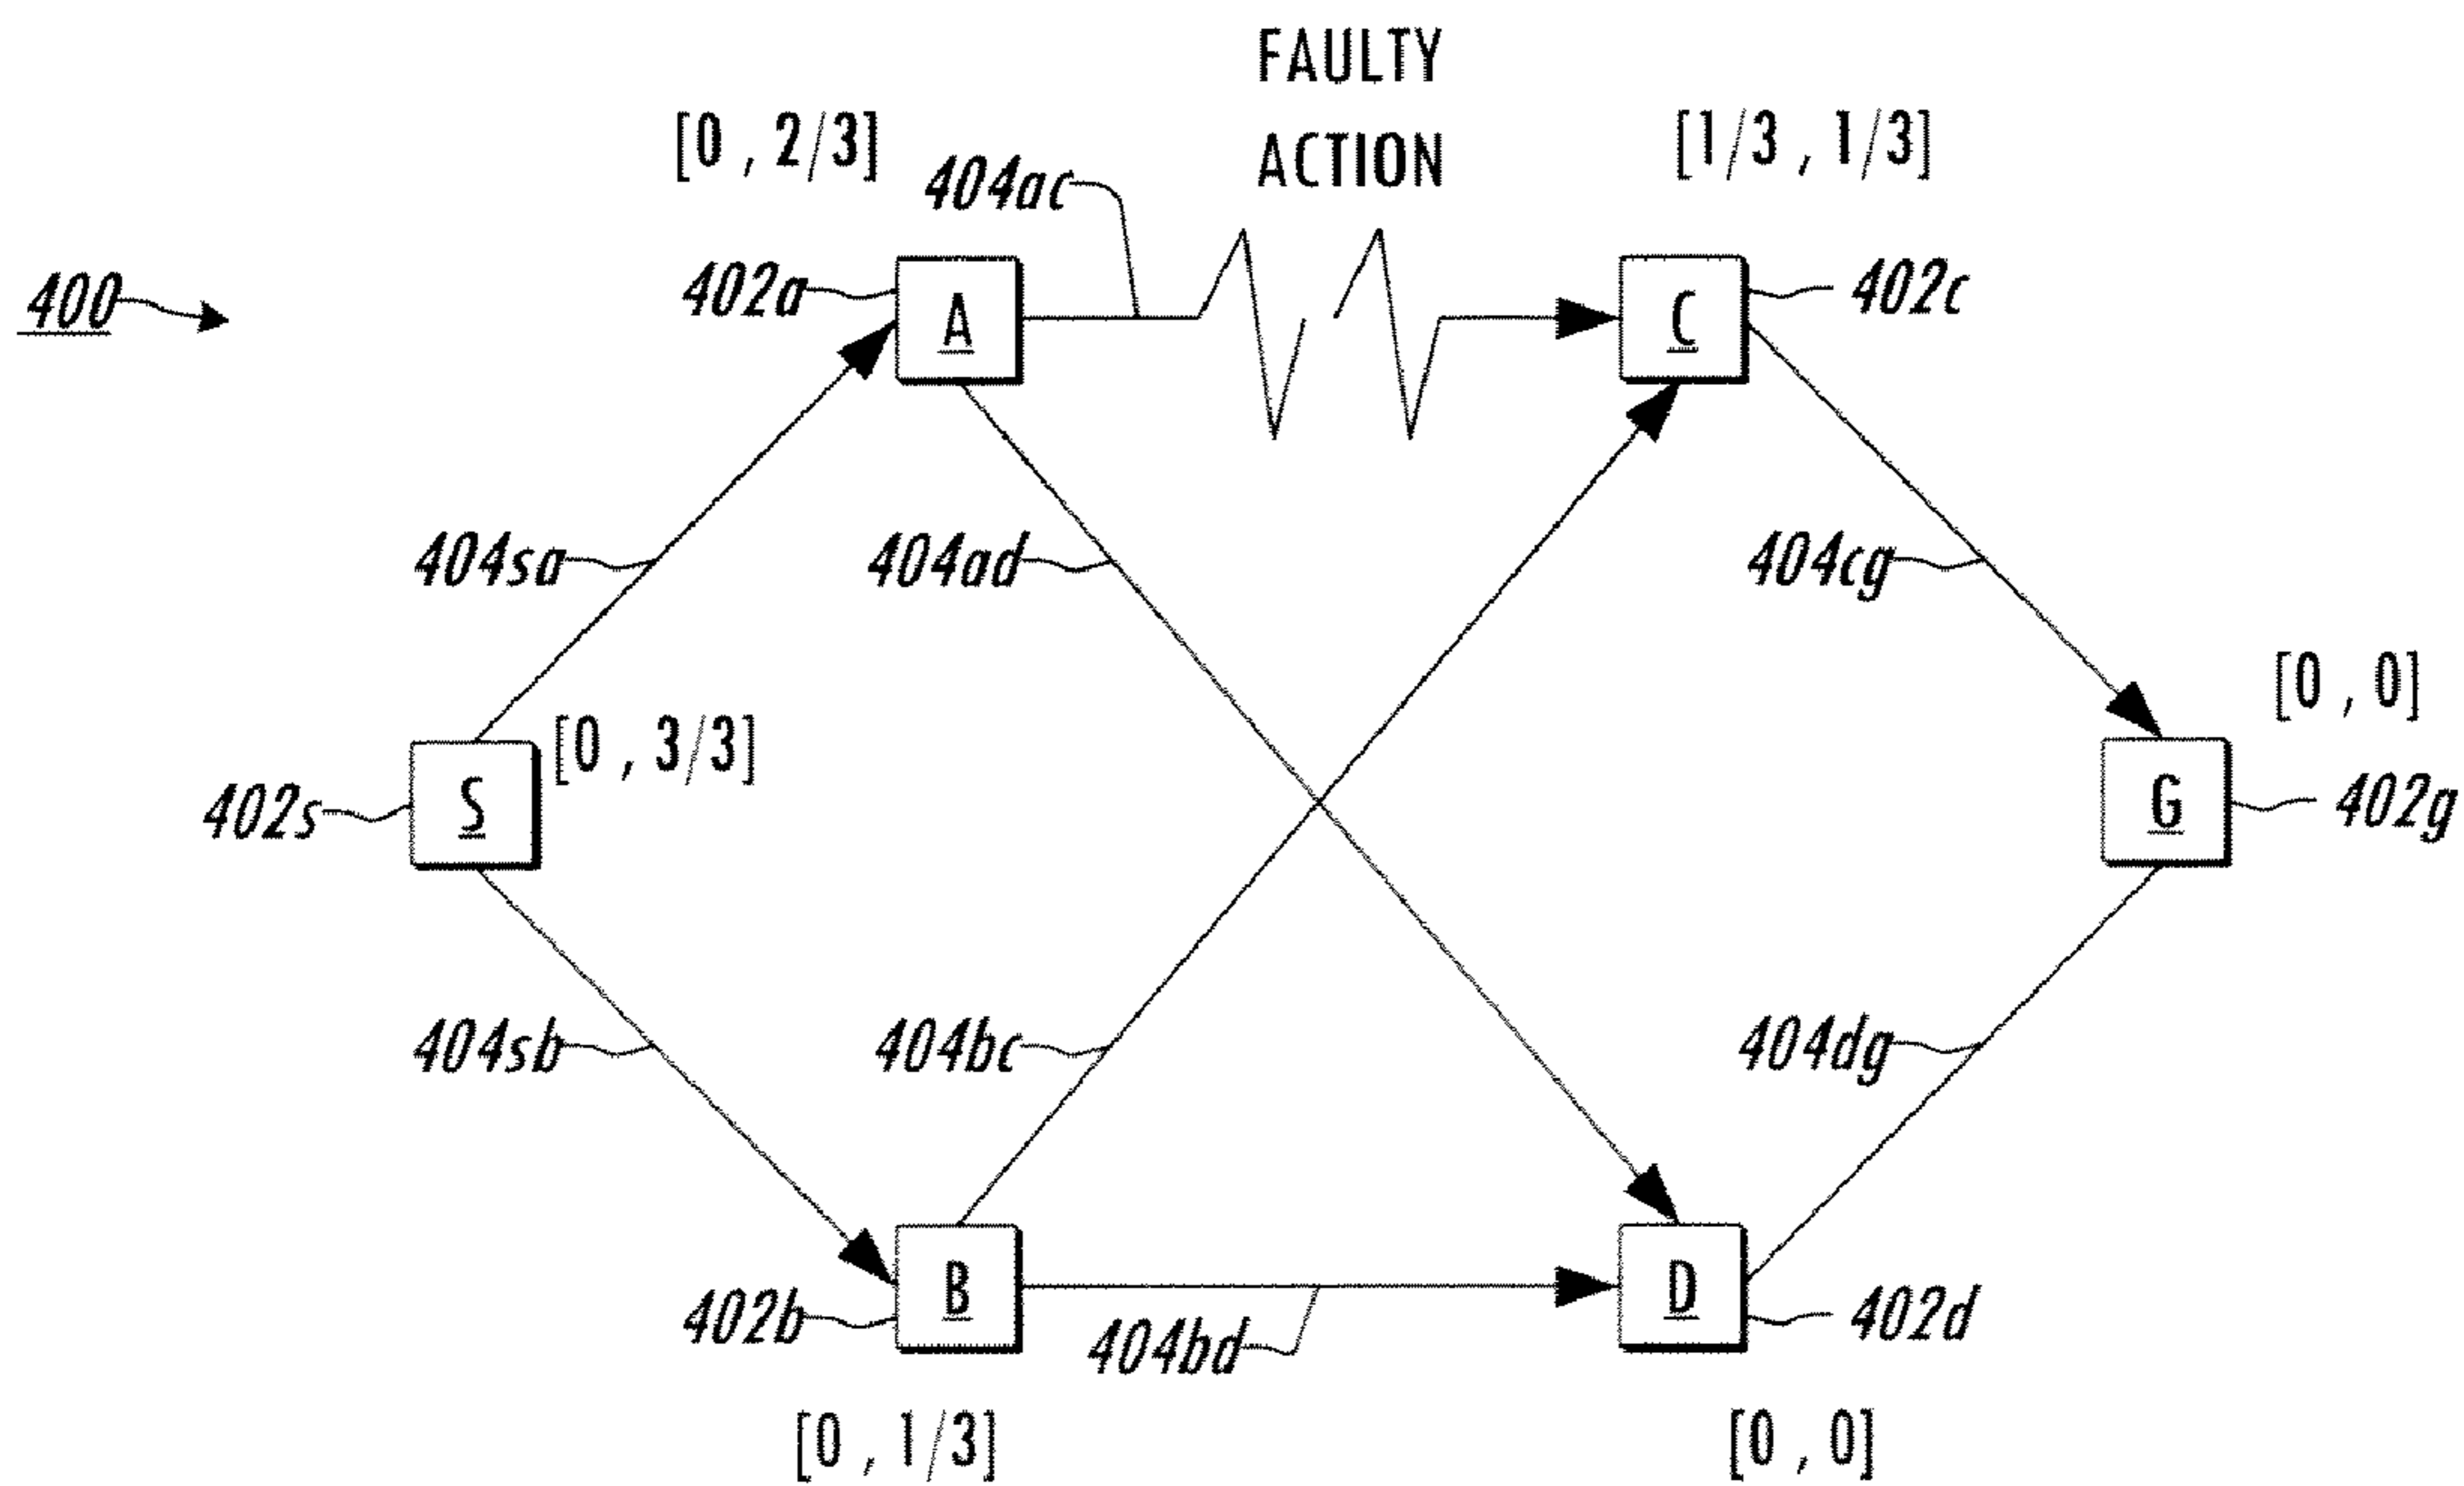 FAULTY
ACTION
[0 , 2/3]
404ac
[1/3 , 1/3]
400
402a
A
C
402c
404sa
404ad
404cg
[0 , 0]
[0 , 3/3]
402s
S
G
402g
404sb
404bc
404dg
402b
B
404bd
D
402d
[0 , 1/3]
[0 , 0]